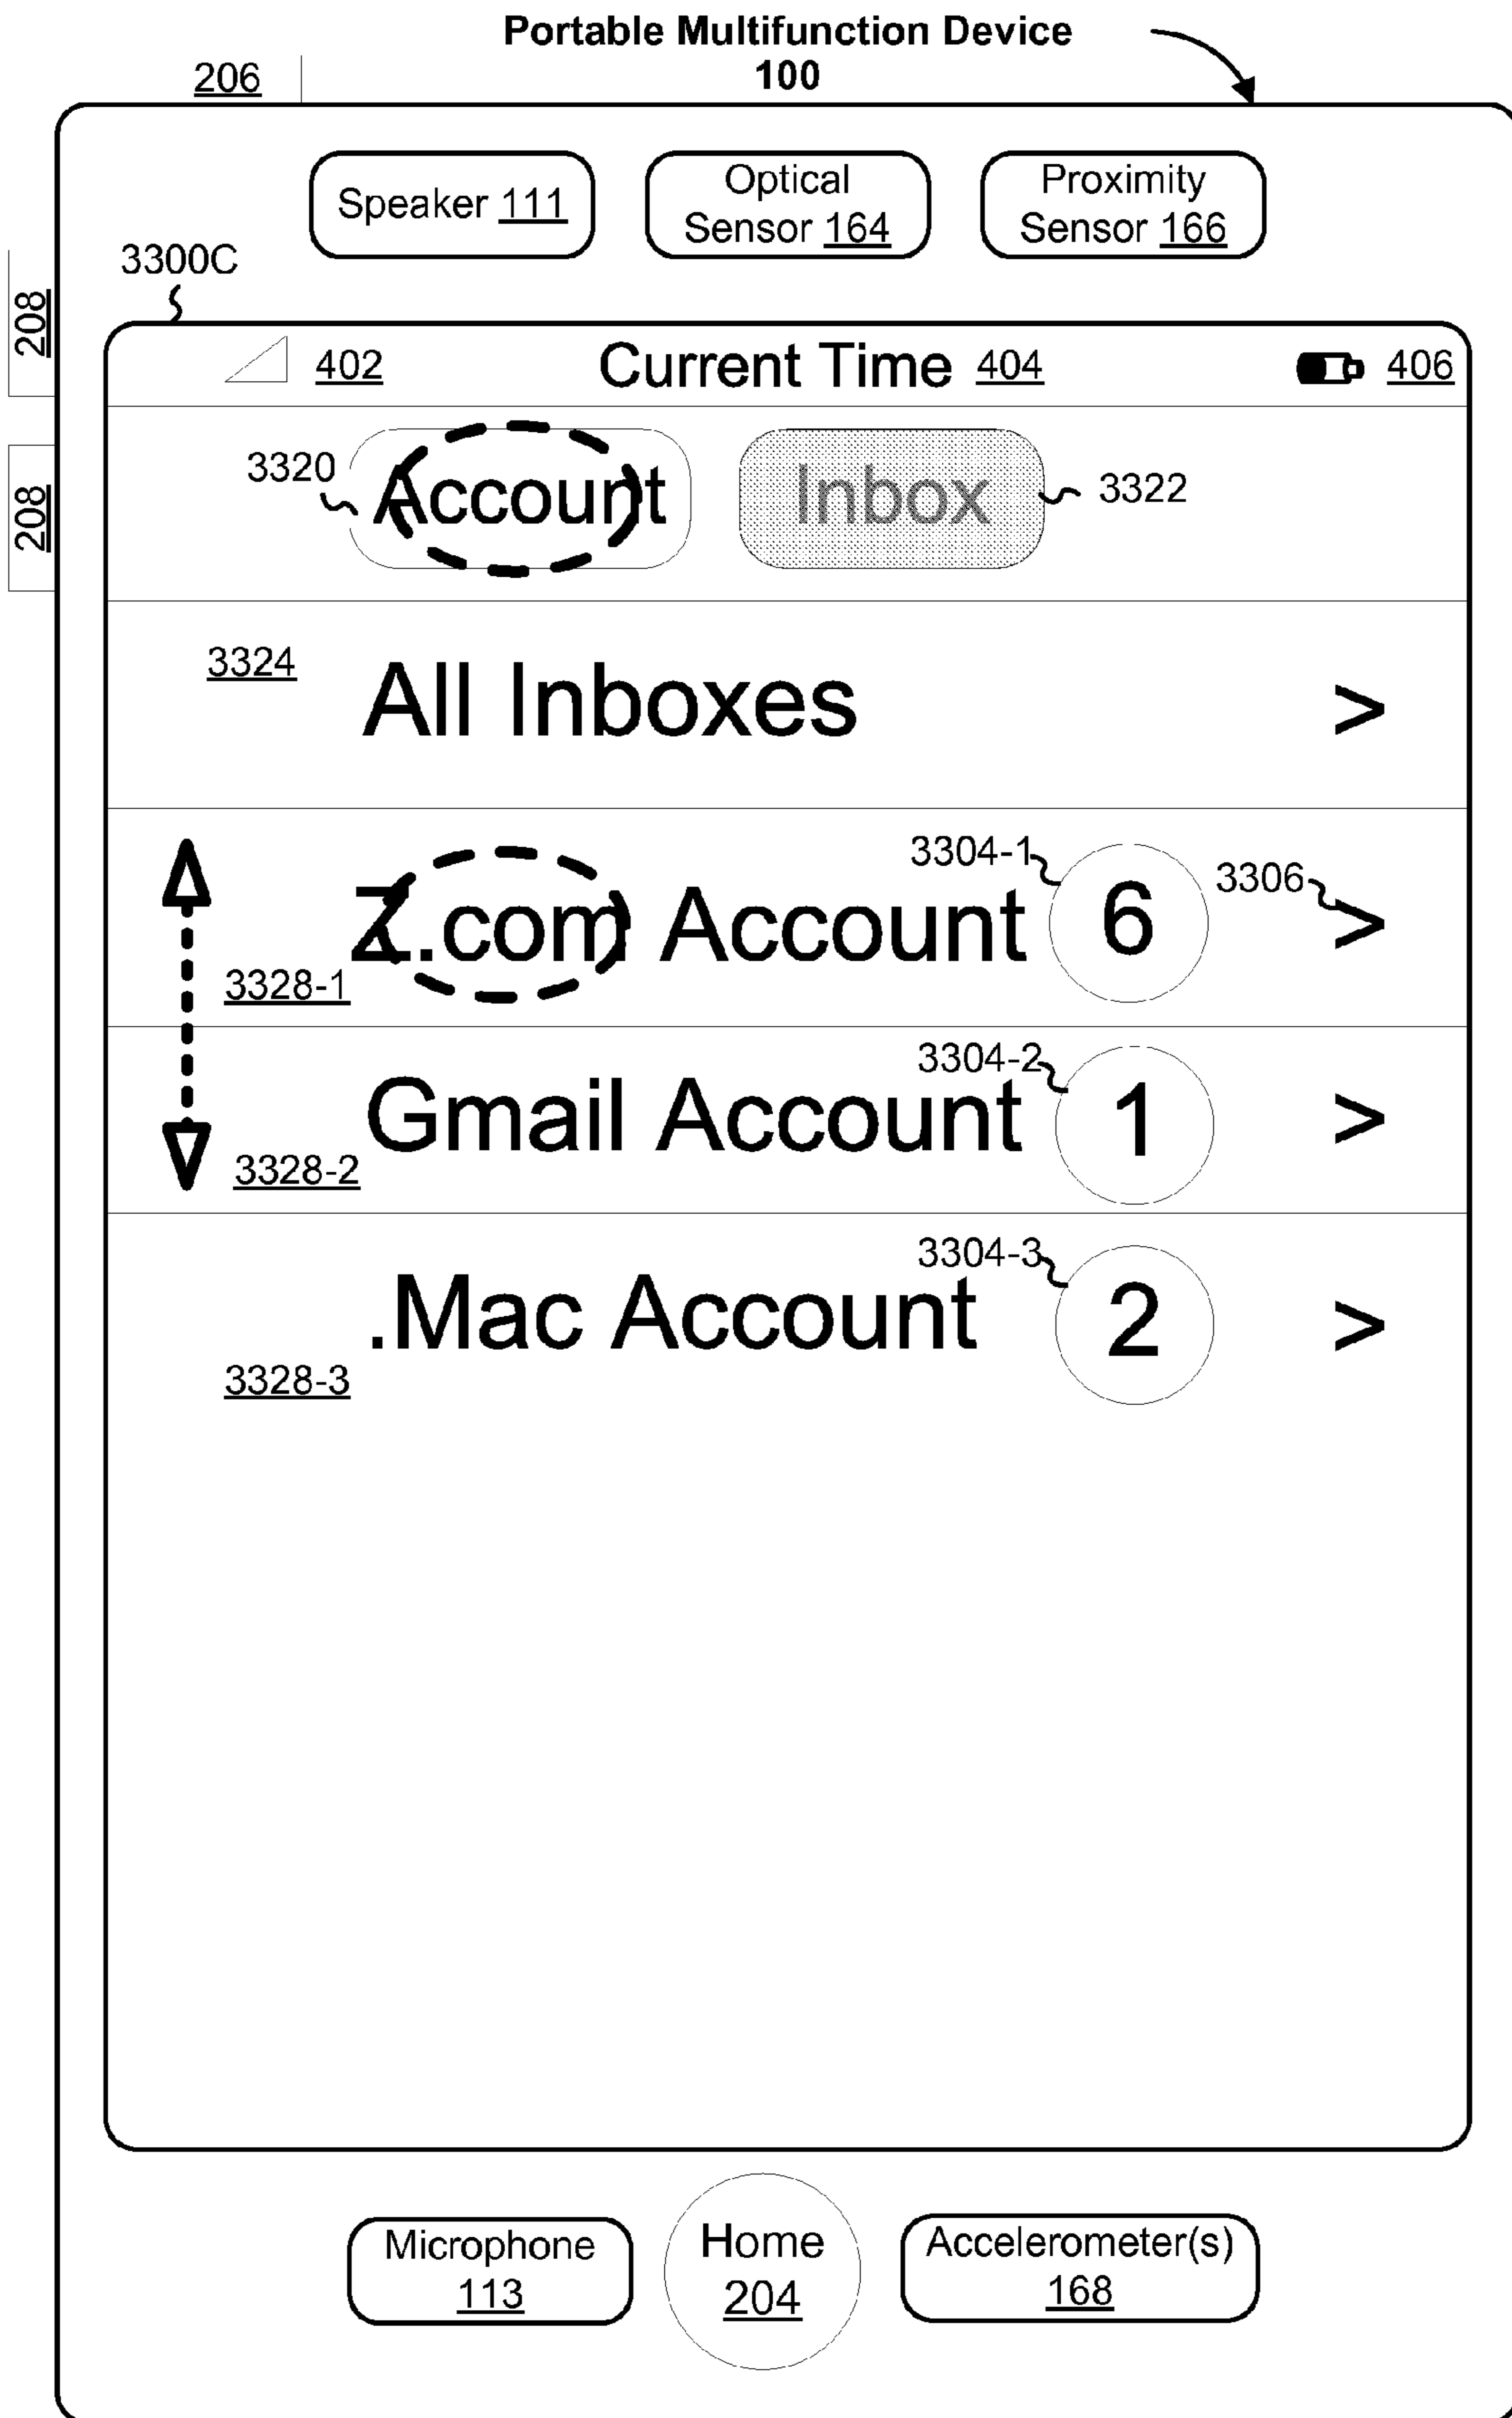 Portable Multifunction Device
100
206
Speaker 111
Optical
Sensor 164
Proximity
Sensor 166
3300C
208
208
402
Current Time 404
406
3320
Account
Inbox
3322
3324
All Inboxes
>
3304-1
3306
Z.com Account
6
>
3328-1
3304-2
Gmail Account
1
>
3328-2
3304-3
.Mac Account
2
>
3328-3
Microphone
113
Home
204
Accelerometer(s)
168